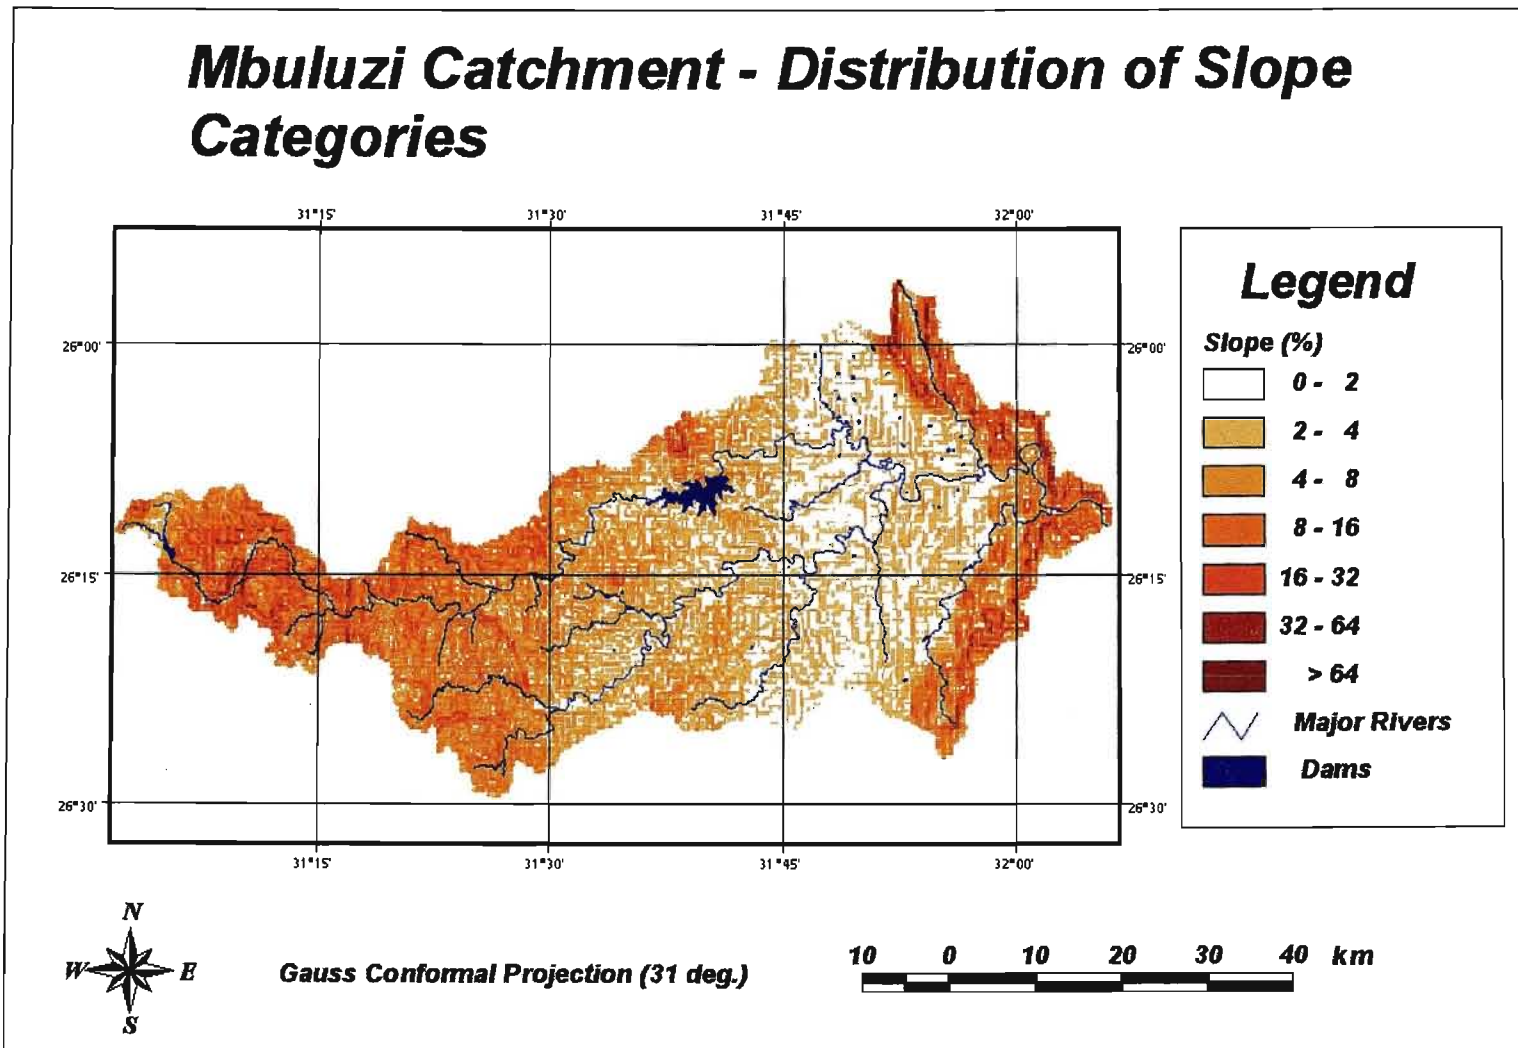 Mbuluzi Catchment - Distribution of Slope
Categories
31°15' 31°30' 31°45' 32°00'
26°00' 26°00'
26°15' 26°15'
26°30' 26°30'
31°15' 31°30' 31°45' 32°00'
Legend
Slope (%)
0 - 2
2 - 4
4 - 8
8 - 16
16 - 32
32 - 64
> 64
Major Rivers
Dams
N
W E
S
Gauss Conformal Projection (31 deg.)
10 0 10 20 30 40 km